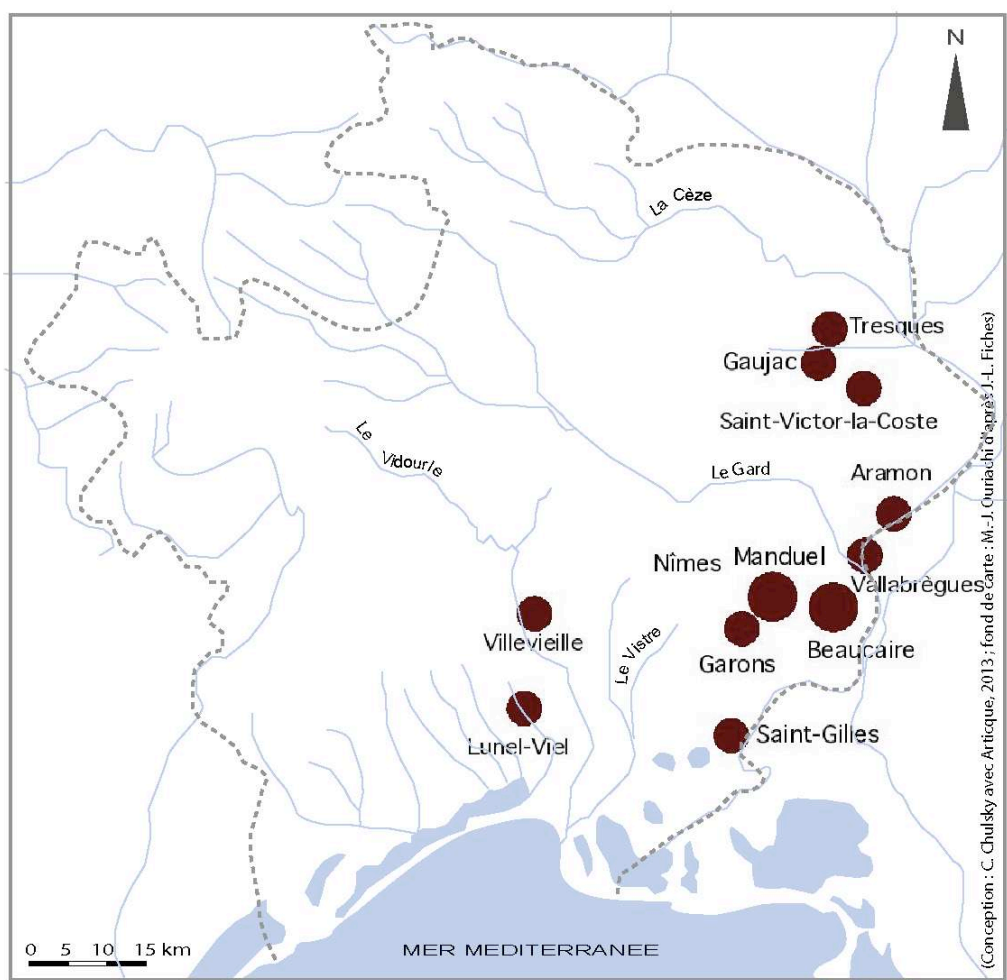 N
La Cèze
Tresques
Gaujac
Saint-Victor-la-Coste
Le
Vidourle
Le Gard
Aramon
Nîmes
Manduel
Vallabrègues
Villevieille
Garons
Beaucaire
Le Vistre
Lunel-Viel
Saint-Gilles
0 5 10 15 km
MER MEDITERRANEE
(Conception : C. Chulsky avec Articque, 2013 ; fond de carte : M.-J. Ouriachi d'après J.-L. Fiches)